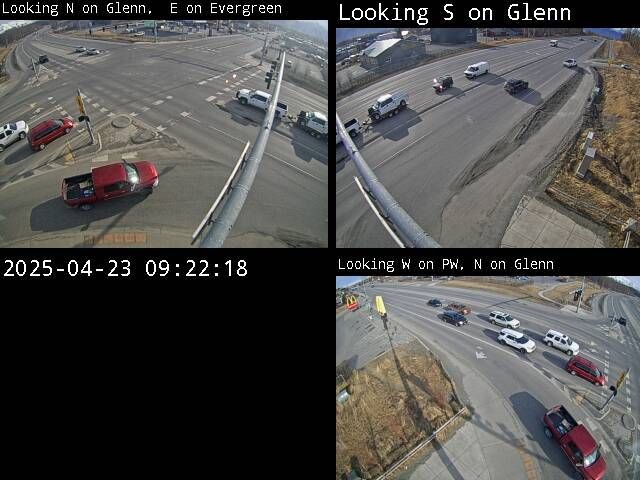 Looking N on Glenn, E on Evergreen
Looking S on Glenn
2025-04-23 09:22:18
Looking W on PW, N on Glenn